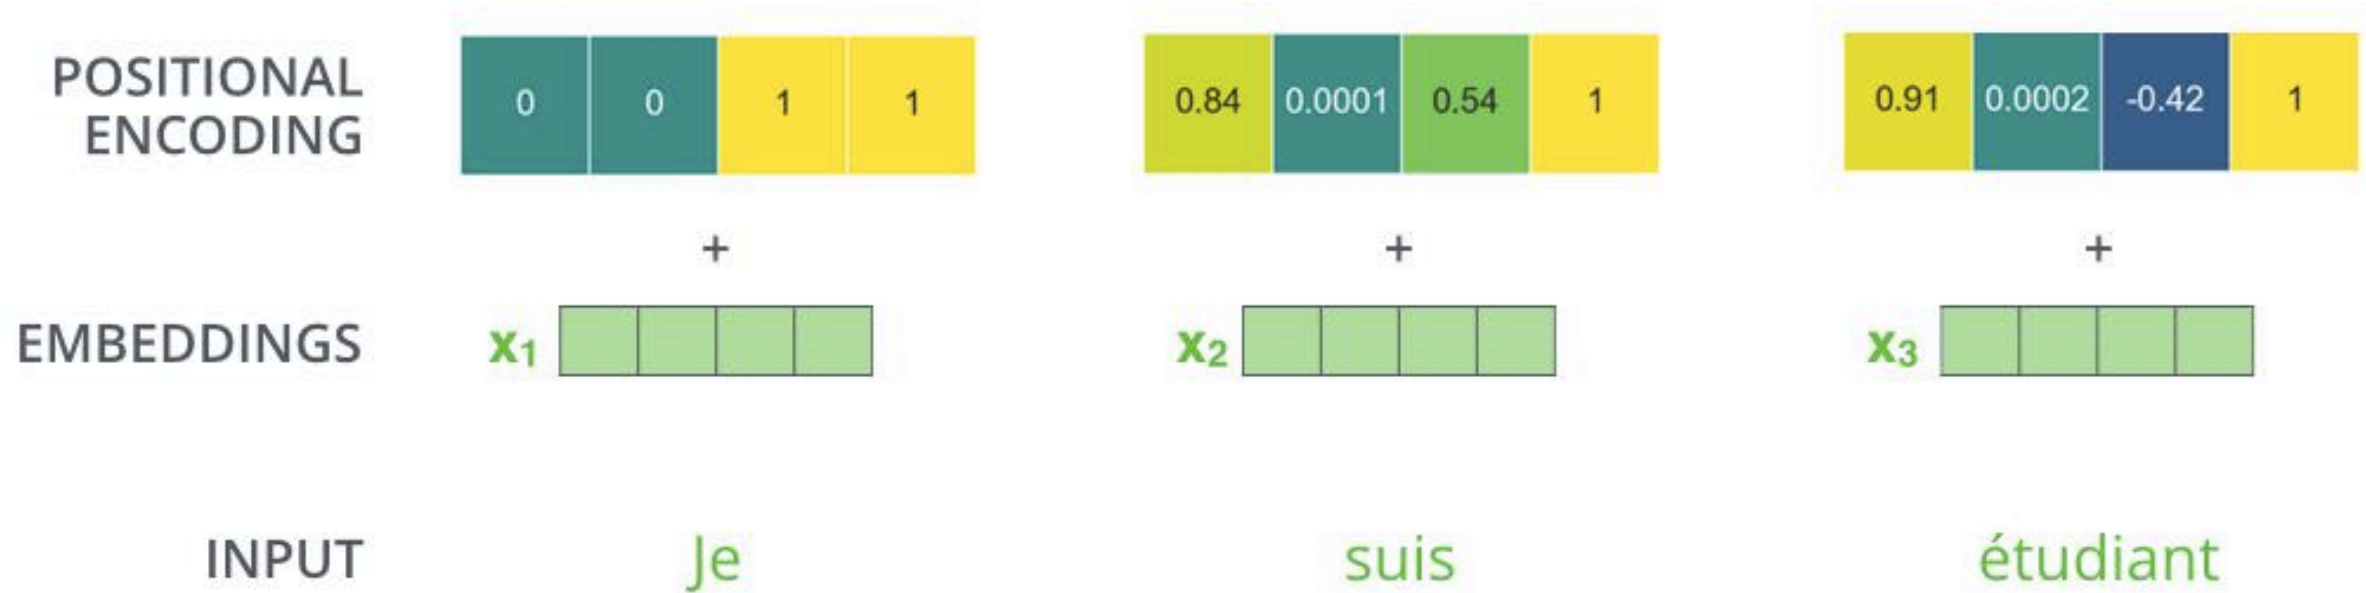 POSITIONAL
ENCODING
0 0 1 1
0.84 0.0001 0.54 1
0.91 0.0002 -0.42 1
+ + +
EMBEDDINGS
x1
x2
x3
INPUT
Je
suis
étudiant